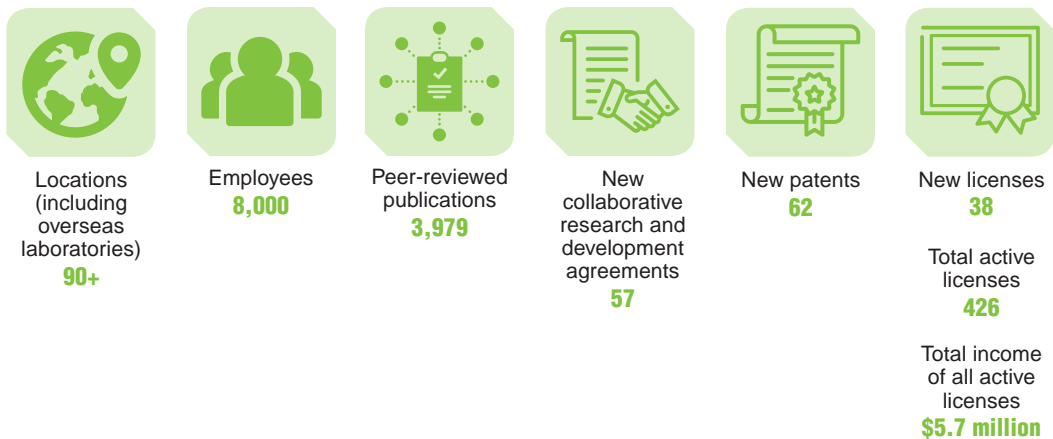 Locations
(including
overseas
laboratories)
90+
Employees
8,000
Peer-reviewed
publications
3,979
New
collaborative
research and
development
agreements
57
New patents
62
New licenses
38
Total active
licenses
426
Total income
of all active
licenses
$5.7 million